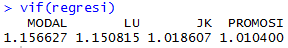 > vif(regresi)
MODAL LU JK PROMOSI
1.156627 1.150815 1.018607 1.010400